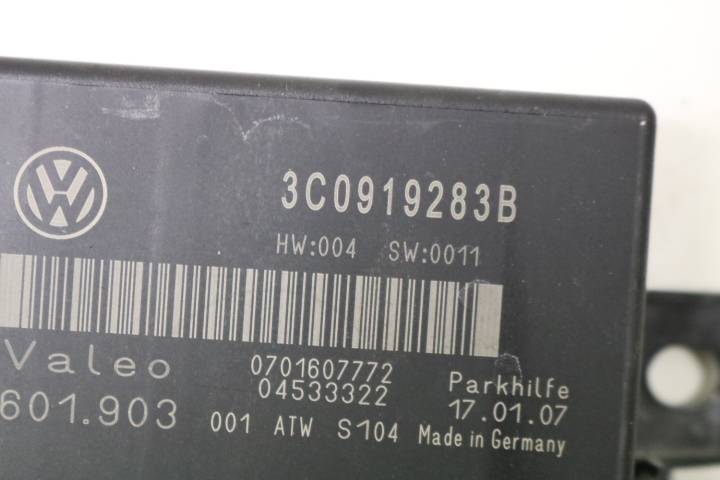 3C0919283B
HW:004 SW:0011
Valeo 0701607772
04533322 Parkhilfe
601.903 17.01.07
001 ATW S104 Made in Germany